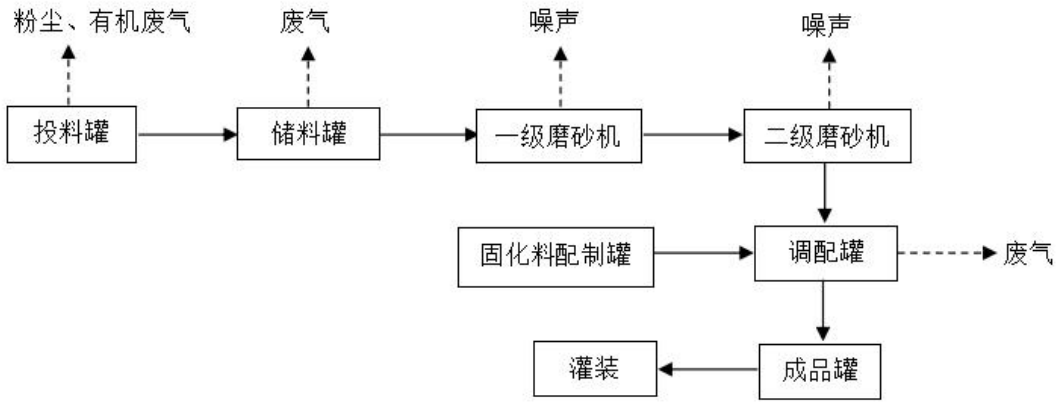 粉尘、有机废气
废气
噪声
噪声
投料罐
储料罐
一级磨砂机
二级磨砂机
固化料配制罐
调配罐
废气
灌装
成品罐